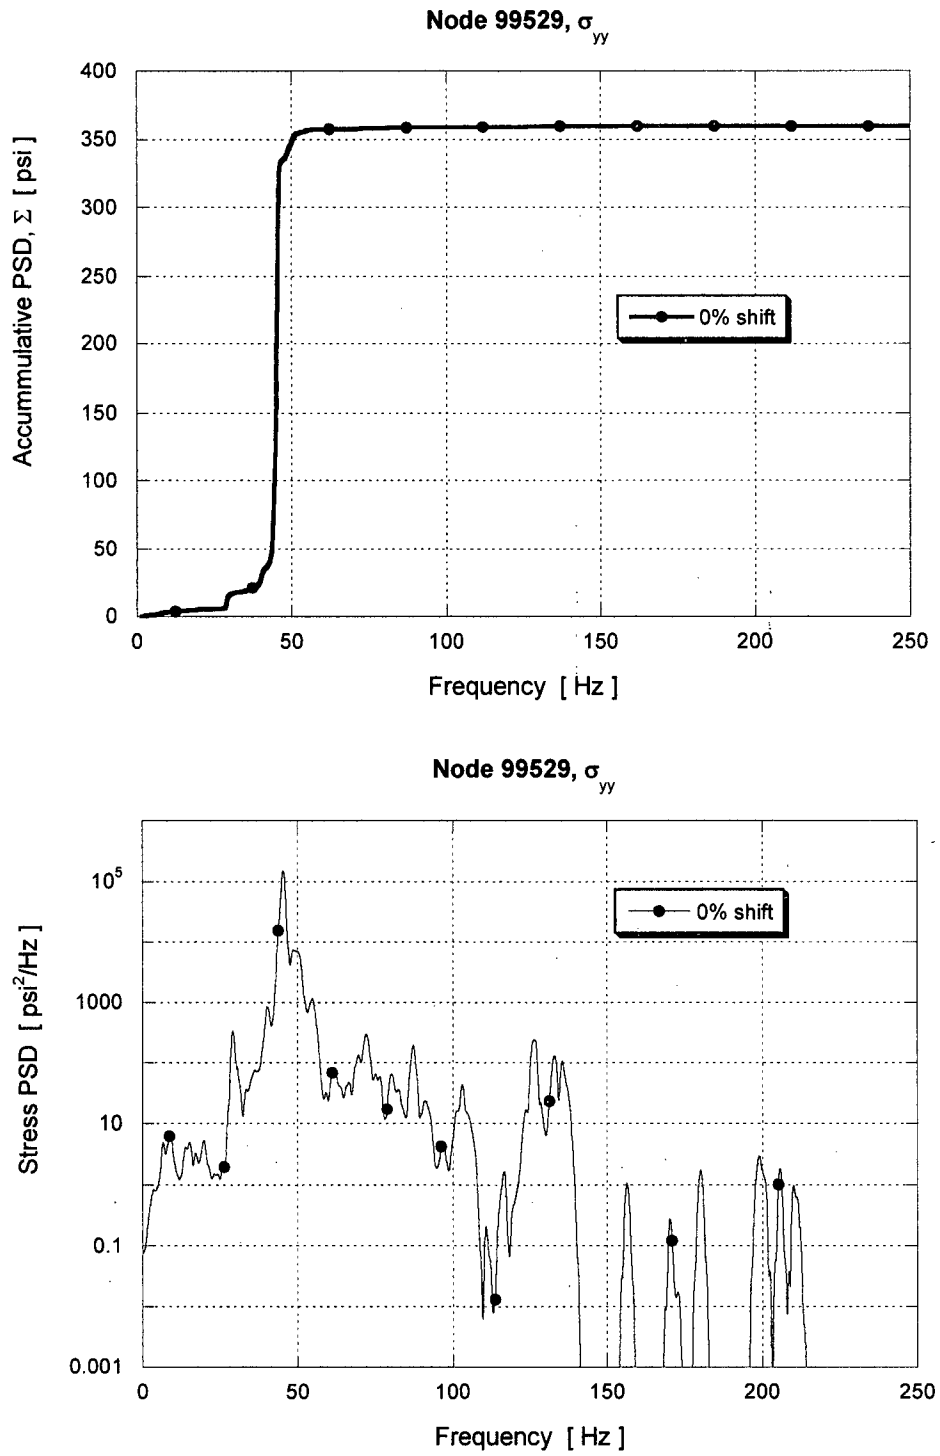 Node 99529, σyy
400
350
300
250
200
150
100
50
0
Accummulative PSD, Σ [ psi ]
0% shift
0 50 100 150 200 250
Frequency [ Hz ]
Node 99529, σyy
10^5
1000
10
0.1
0.001
Stress PSD [ psi^2/Hz ]
0% shift
0 50 100 150 200 250
Frequency [ Hz ]